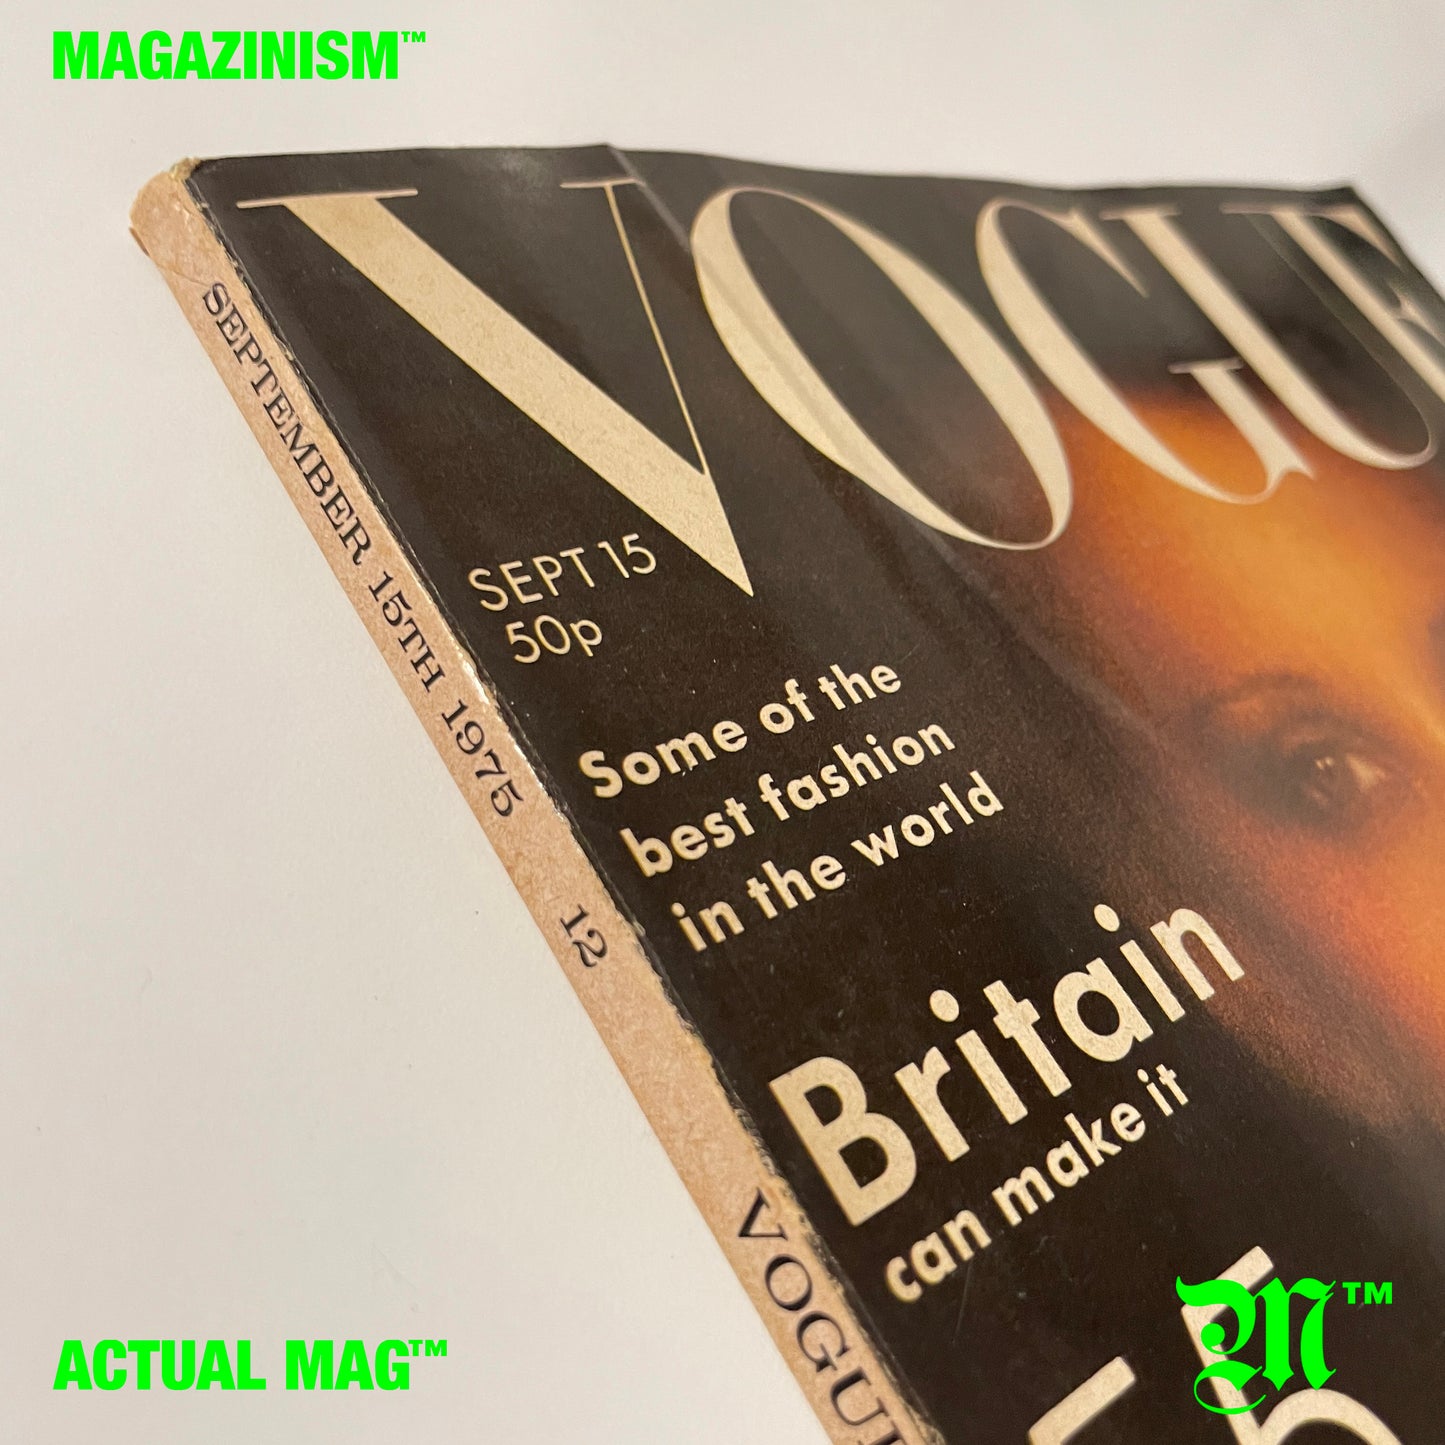 MAGAZINISM™
VOGUE
SEPTEMBER 15TH 1975 12 VOGUE
SEPT 15
50p
Some of the
best fashion
in the world
Britain
can make it
ACTUAL MAG™
M™